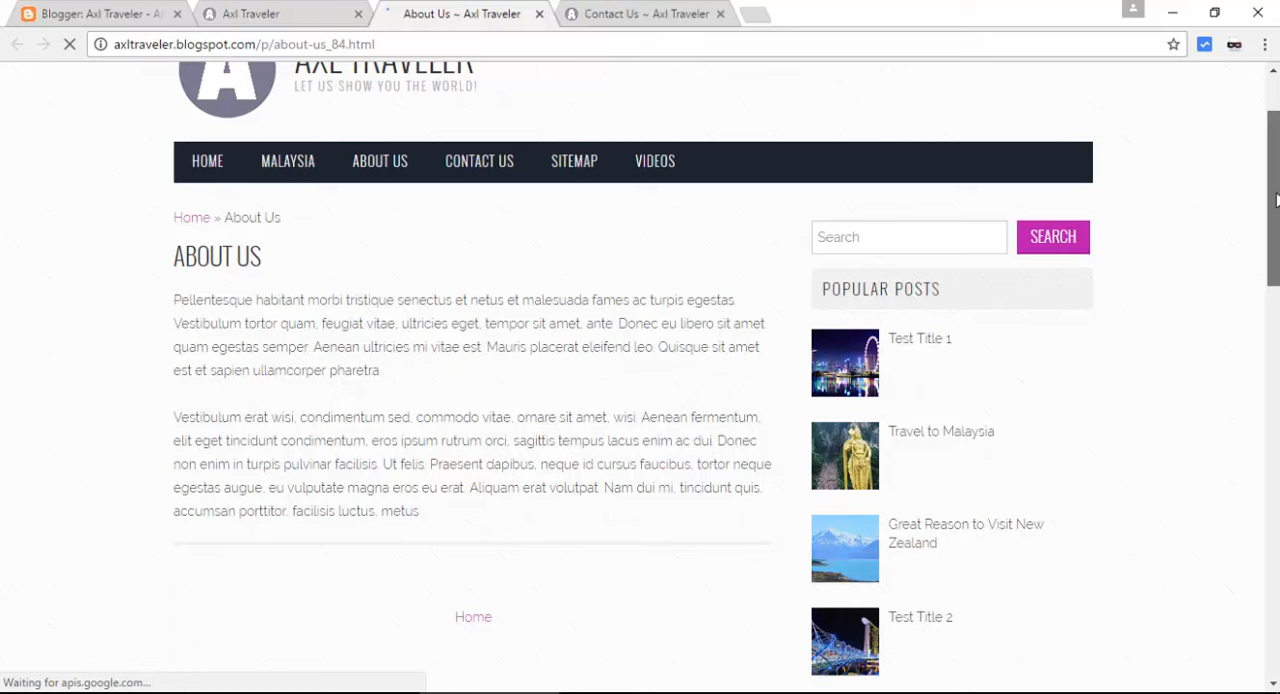 Blogger: Axl Traveler - Al
Axl Traveler
About Us ~ Axl Traveler
Contact Us ~ Axl Traveler
axltraveler.blogspot.com/p/about-us_84.html
A
AXL TRAVELER
LET US SHOW YOU THE WORLD!
HOME
MALAYSIA
ABOUT US
CONTACT US
SITEMAP
VIDEOS
Home » About Us
ABOUT US
Pellentesque habitant morbi tristique senectus et netus et malesuada fames ac turpis egestas.
Vestibulum tortor quam, feugiat vitae, ultricies eget, tempor sit amet, ante. Donec eu libero sit amet
quam egestas semper. Aenean ultricies mi vitae est. Mauris placerat eleifend leo. Quisque sit amet
est et sapien ullamcorper pharetra.
Vestibulum erat wisi, condimentum sed, commodo vitae, ornare sit amet, wisi. Aenean fermentum,
elit eget tincidunt condimentum, eros ipsum rutrum orci, sagittis tempus lacus enim ac dui. Donec
non enim in turpis pulvinar facilisis. Ut felis. Praesent dapibus, neque id cursus faucibus, tortor neque
egestas augue, eu vulputate magna eros eu erat. Aliquam erat volutpat. Nam dui mi, tincidunt quis,
accumsan porttitor, facilisis luctus, metus
Home
Search
SEARCH
POPULAR POSTS
Test Title 1
Travel to Malaysia
Great Reason to Visit New
Zealand
Test Title 2
Waiting for apis.google.com...